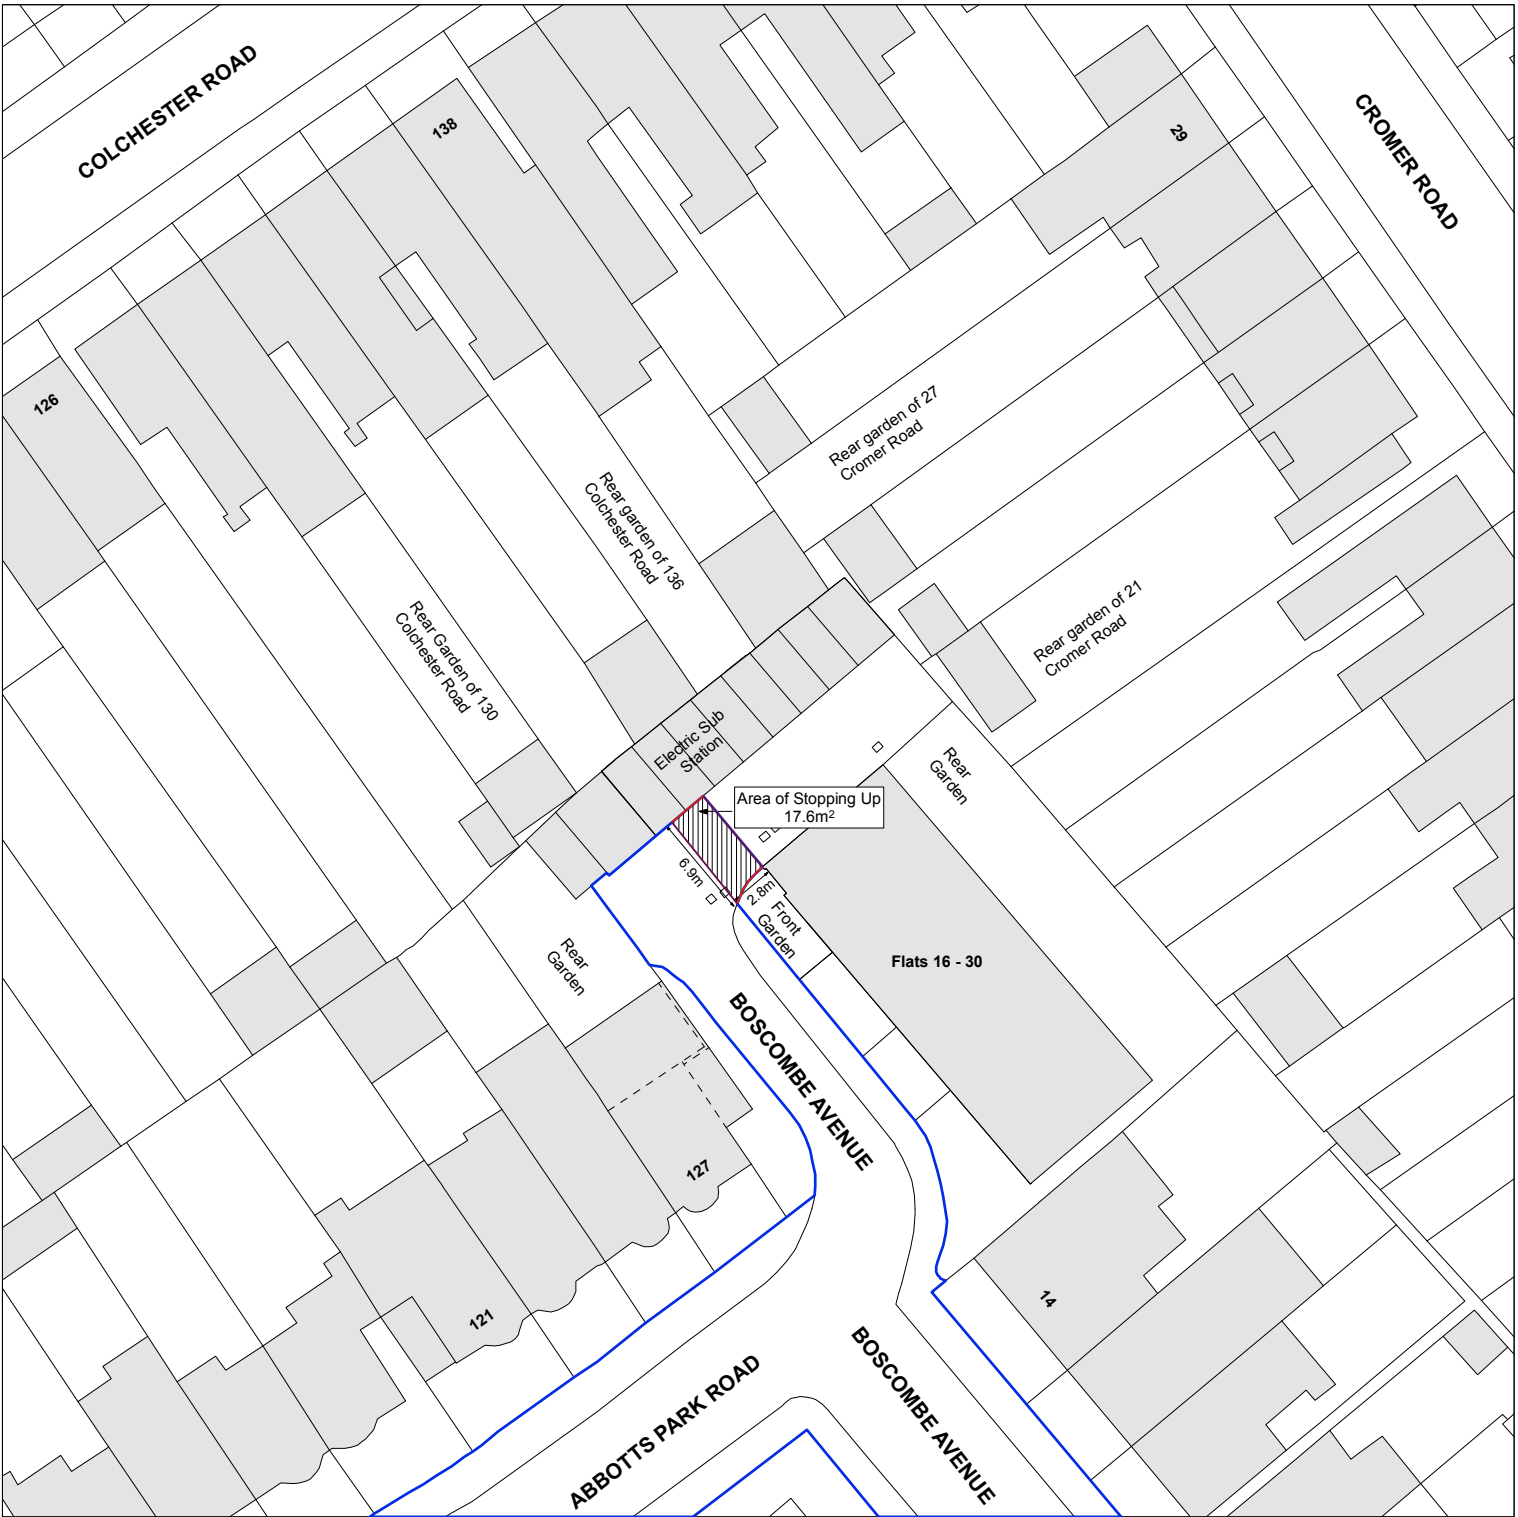 COLCHESTER ROAD
138
29
CROMER ROAD
126
Rear garden of 27
Cromer Road
Rear garden of 136
Colchester Road
Rear garden of 21
Cromer Road
Rear Garden of 130
Colchester Road
Electric Sub
Station
Rear
Garden
Area of Stopping Up
17.6m²
6.9m
2.8m
Front
Garden
Flats 16 - 30
Rear
Garden
BOSCOMBE AVENUE
127
14
121
ABBOTTS PARK ROAD
BOSCOMBE AVENUE